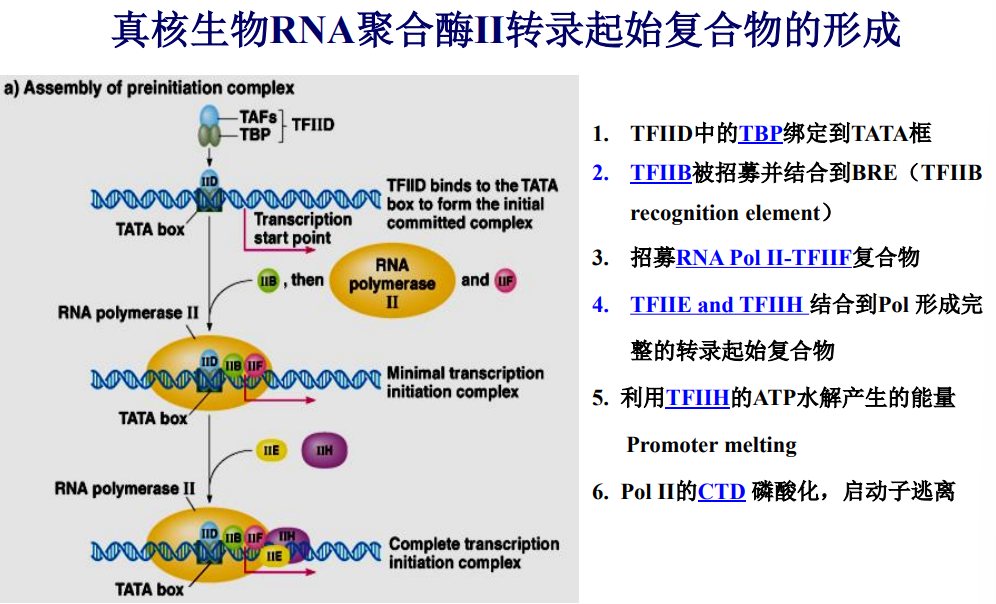 真核生物RNA聚合酶II转录起始复合物的形成
a) Assembly of preinitiation complex
TAFs
TBP
TFIID
IID
TFIID binds to the TATA
box to form the initial
committed complex
TATA box
Transcription
start point
IIB
, then
RNA
polymerase
II
and
IIF
RNA polymerase II
IID
IIB
IIF
Minimal transcription
initiation complex
TATA box
IIE
IIH
RNA polymerase II
IID
IIB
IIF
IIH
IIE
Complete transcription
initiation complex
TATA box
1. TFIID中的TBP绑定到TATA框
2. TFIIB被招募并结合到BRE（TFIIB
recognition element）
3. 招募RNA Pol II-TFIIF复合物
4. TFIIE and TFIIH 结合到Pol 形成完
整的转录起始复合物
5. 利用TFIIH的ATP水解产生的能量
Promoter melting
6. Pol II的CTD 磷酸化，启动子逃离